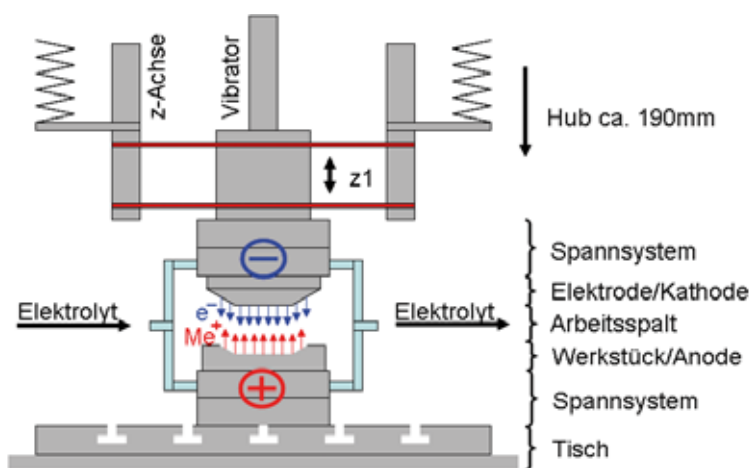 z-Achse
Vibrator
Hub ca. 190mm
z1
Spannsystem
−
Elektrode/Kathode
Elektrolyt
e−
Elektrolyt
Arbeitsspalt
Me+
Werkstück/Anode
+
Spannsystem
Tisch